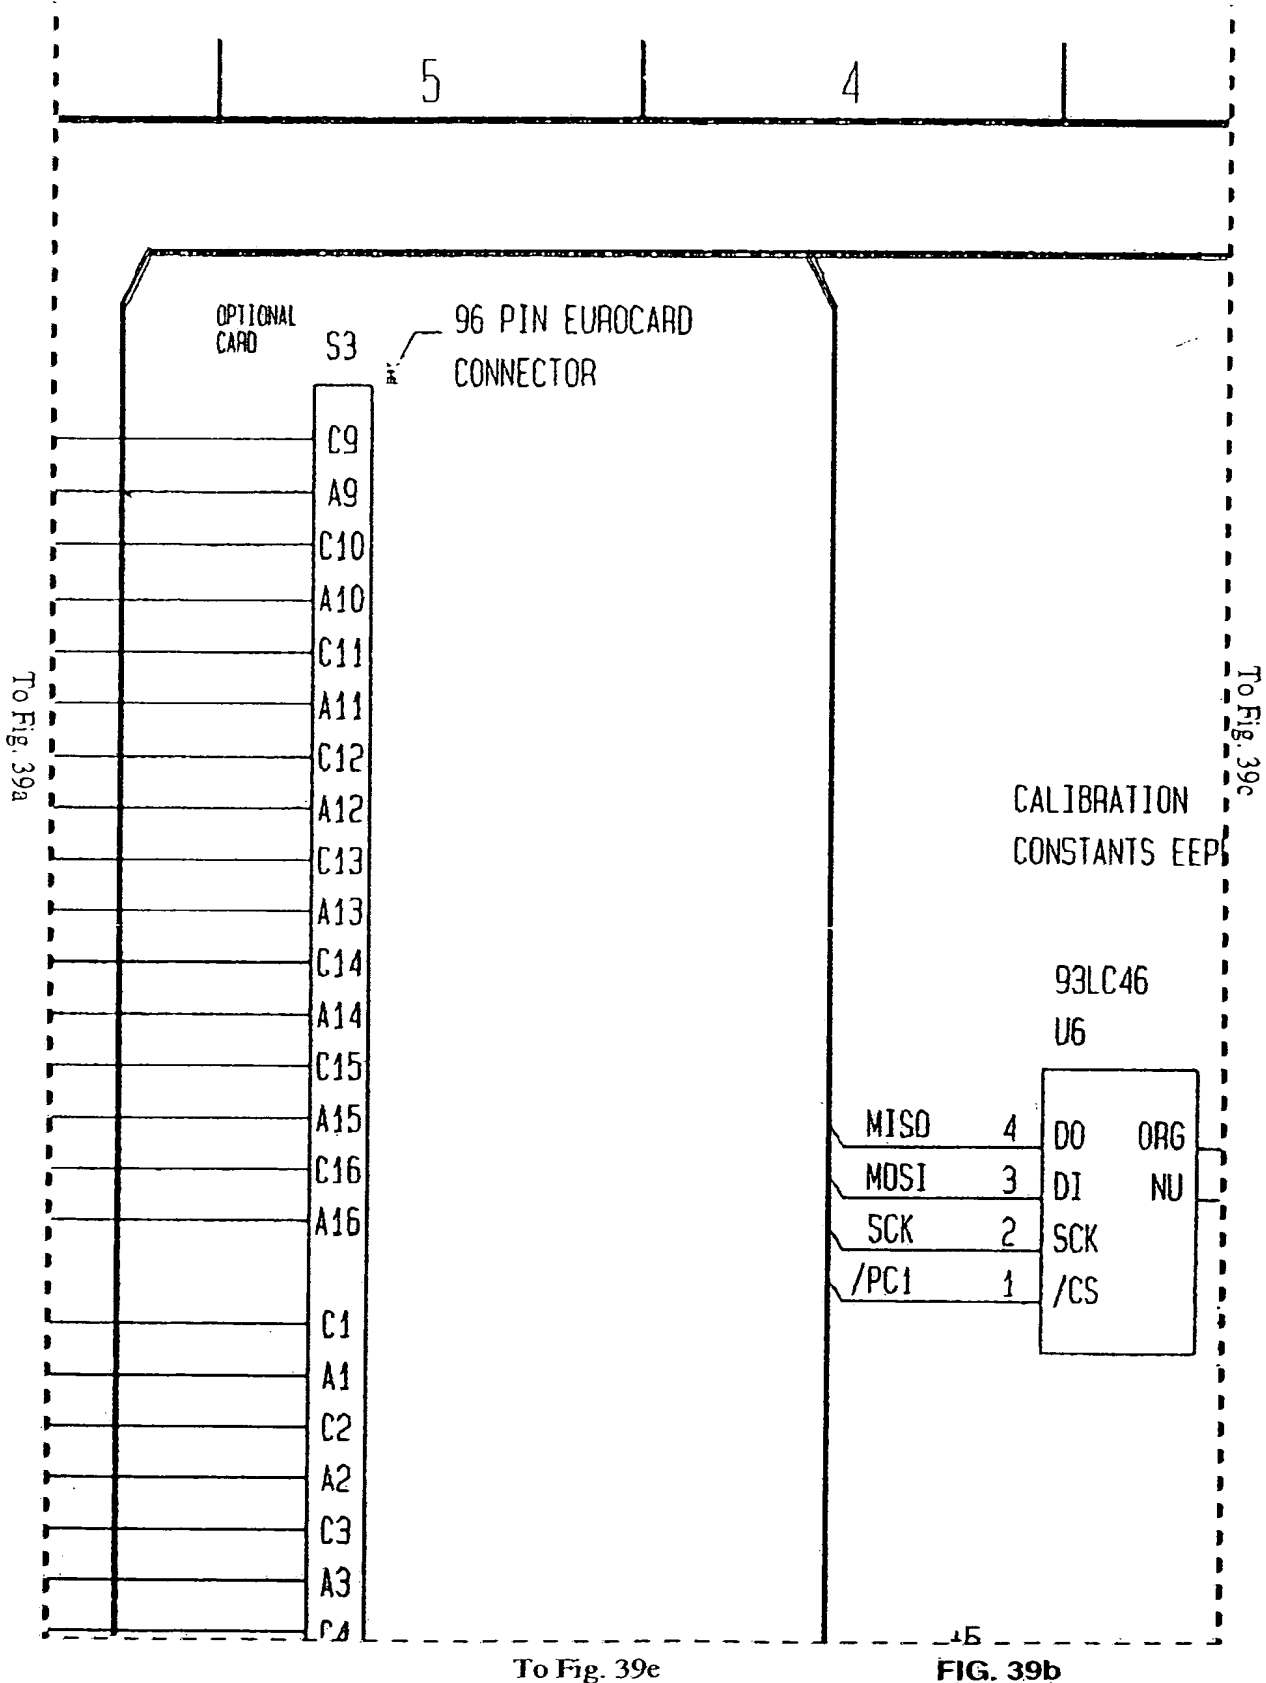 5 4
OPTIONAL
CARD
S3
96 PIN EUROCARD
CONNECTOR
C9
A9
C10
A10
C11
A11
C12
A12
C13
A13
C14
A14
C15
A15
C16
A16
C1
A1
C2
A2
C3
A3
C4
To Fig. 39a
To Fig. 39c
CALIBRATION
CONSTANTS EEP
93LC46
U6
MISO 4 DO ORG
MOSI 3 DI NU
SCK 2 SCK
/PC1 1 /CS
+5
To Fig. 39e
FIG. 39b